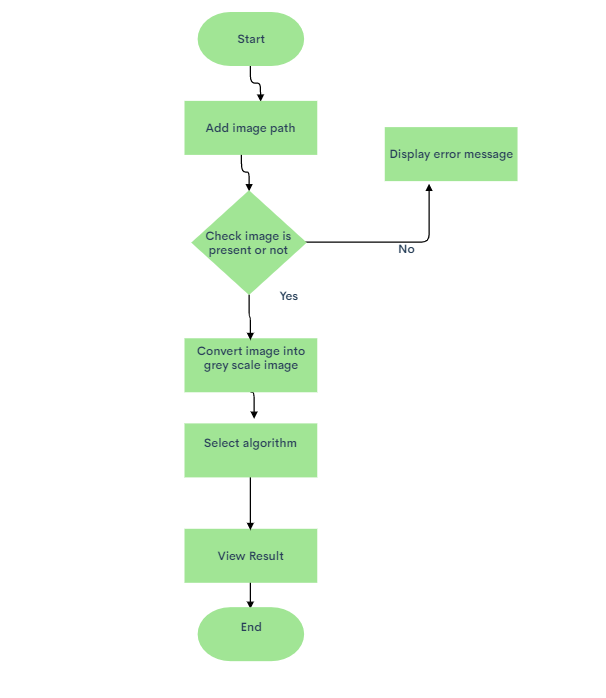 Start
Add image path
Display error message
Check image is
present or not
No
Yes
Convert image into
grey scale image
Select algorithm
View Result
End